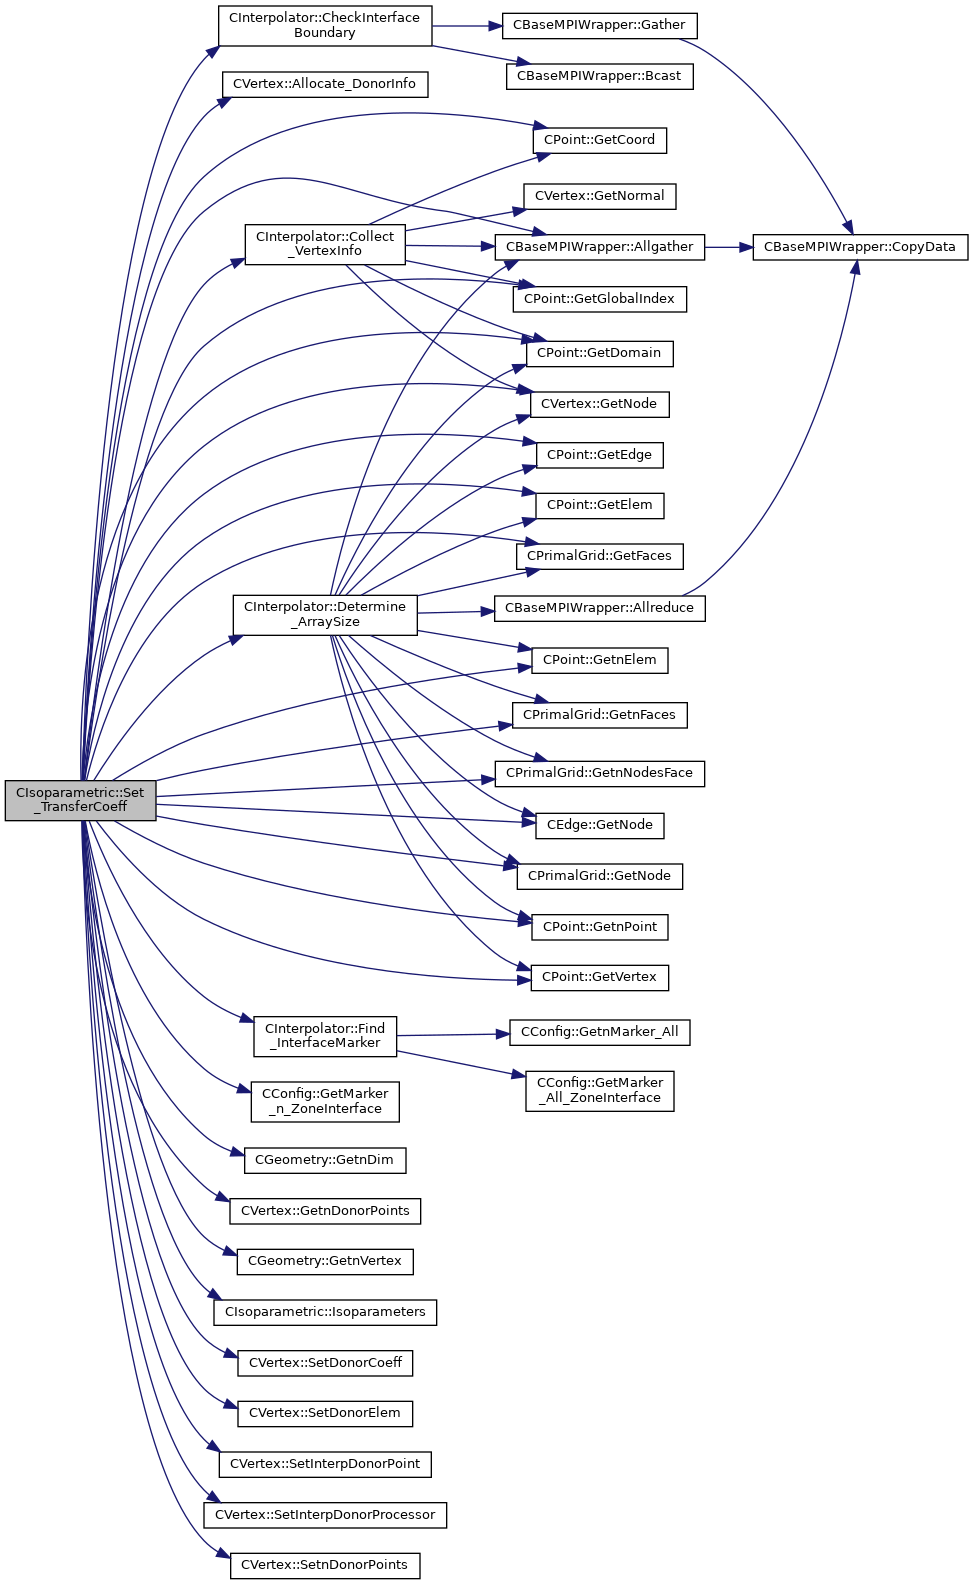 CInterpolator::CheckInterface
Boundary
CBaseMPIWrapper::Gather
CBaseMPIWrapper::Bcast
CVertex::Allocate_DonorInfo
CPoint::GetCoord
CVertex::GetNormal
CInterpolator::Collect
_VertexInfo
CBaseMPIWrapper::Allgather
CBaseMPIWrapper::CopyData
CPoint::GetGlobalIndex
CPoint::GetDomain
CVertex::GetNode
CPoint::GetEdge
CPoint::GetElem
CPrimalGrid::GetFaces
CInterpolator::Determine
_ArraySize
CBaseMPIWrapper::Allreduce
CPoint::GetnElem
CPrimalGrid::GetnFaces
CPrimalGrid::GetnNodesFace
CIsoparametric::Set
_TransferCoeff
CEdge::GetNode
CPrimalGrid::GetNode
CPoint::GetnPoint
CPoint::GetVertex
CInterpolator::Find
_InterfaceMarker
CConfig::GetnMarker_All
CConfig::GetMarker
_All_ZoneInterface
CConfig::GetMarker
_n_ZoneInterface
CGeometry::GetnDim
CVertex::GetnDonorPoints
CGeometry::GetnVertex
CIsoparametric::Isoparameters
CVertex::SetDonorCoeff
CVertex::SetDonorElem
CVertex::SetInterpDonorPoint
CVertex::SetInterpDonorProcessor
CVertex::SetnDonorPoints